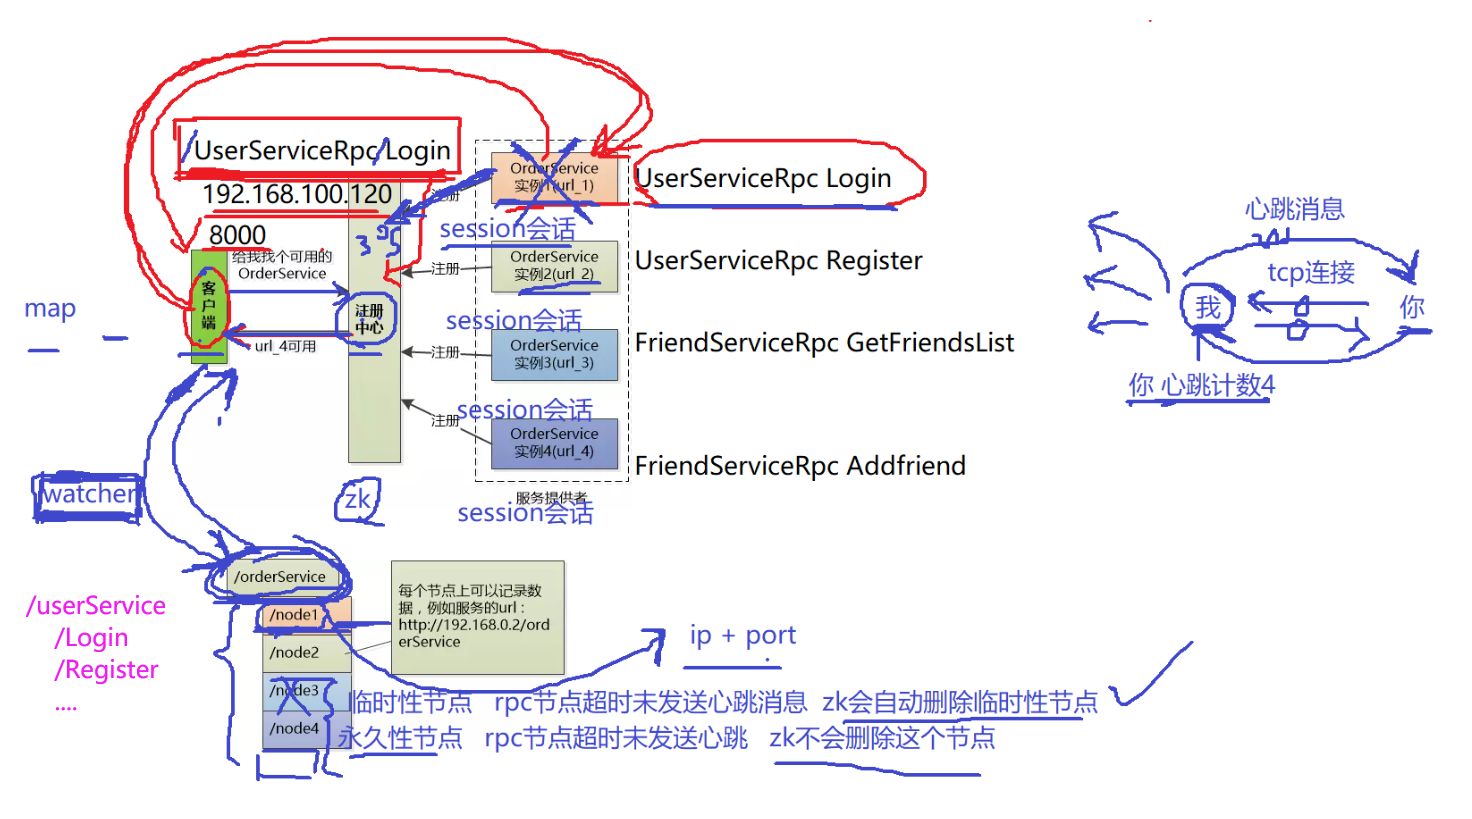 /UserServiceRpc/Login
192.168.100.120
8000
给我找个可用的
OrderService
map
客户端
注册
中心
url_4可用
注册
注册
注册
注册
35
OrderService
实例1(url_1)
session会话
OrderService
实例2(url_2)
session会话
OrderService
实例3(url_3)
session会话
OrderService
实例4(url_4)
服务提供者
session会话
UserServiceRpc Login
UserServiceRpc Register
FriendServiceRpc GetFriendsList
FriendServiceRpc Addfriend
心跳消息
tcp连接
我
你
你 心跳计数4
watcher
zk
/orderService
/node1
/node2
/node3
/node4
每个节点上可以记录数
据，例如服务的url：
http://192.168.0.2/ord
erService
ip + port
/userService
/Login
/Register
....
临时性节点 rpc节点超时未发送心跳消息 zk会自动删除临时性节点
永久性节点 rpc节点超时未发送心跳 zk不会删除这个节点